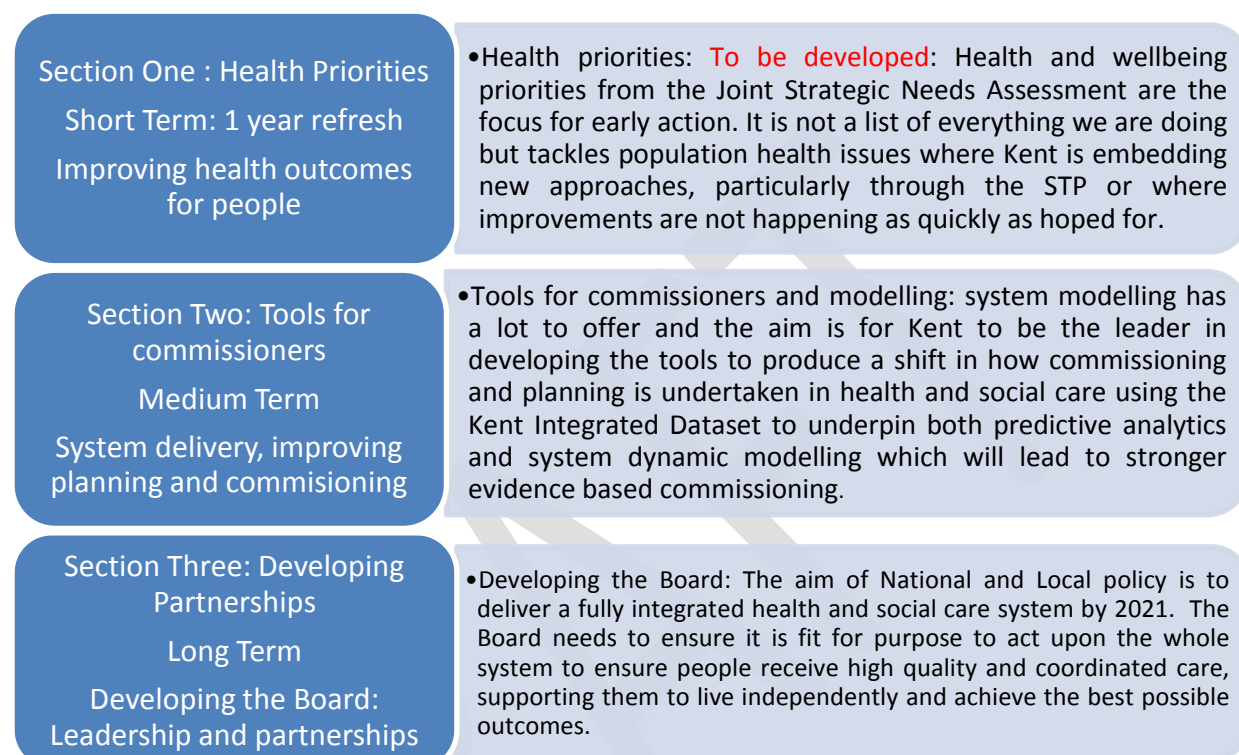 Section One : Health Priorities
Short Term: 1 year refresh
Improving health outcomes
for people
•Health priorities: To be developed: Health and wellbeing
priorities from the Joint Strategic Needs Assessment are the
focus for early action. It is not a list of everything we are doing
but tackles population health issues where Kent is embedding
new approaches, particularly through the STP or where
improvements are not happening as quickly as hoped for.
Section Two: Tools for
commissioners
Medium Term
System delivery, improving
planning and commisioning
•Tools for commissioners and modelling: system modelling has
a lot to offer and the aim is for Kent to be the leader in
developing the tools to produce a shift in how commissioning
and planning is undertaken in health and social care using the
Kent Integrated Dataset to underpin both predictive analytics
and system dynamic modelling which will lead to stronger
evidence based commissioning.
Section Three: Developing
Partnerships
Long Term
Developing the Board:
Leadership and partnerships
•Developing the Board: The aim of National and Local policy is to
deliver a fully integrated health and social care system by 2021. The
Board needs to ensure it is fit for purpose to act upon the whole
system to ensure people receive high quality and coordinated care,
supporting them to live independently and achieve the best possible
outcomes.